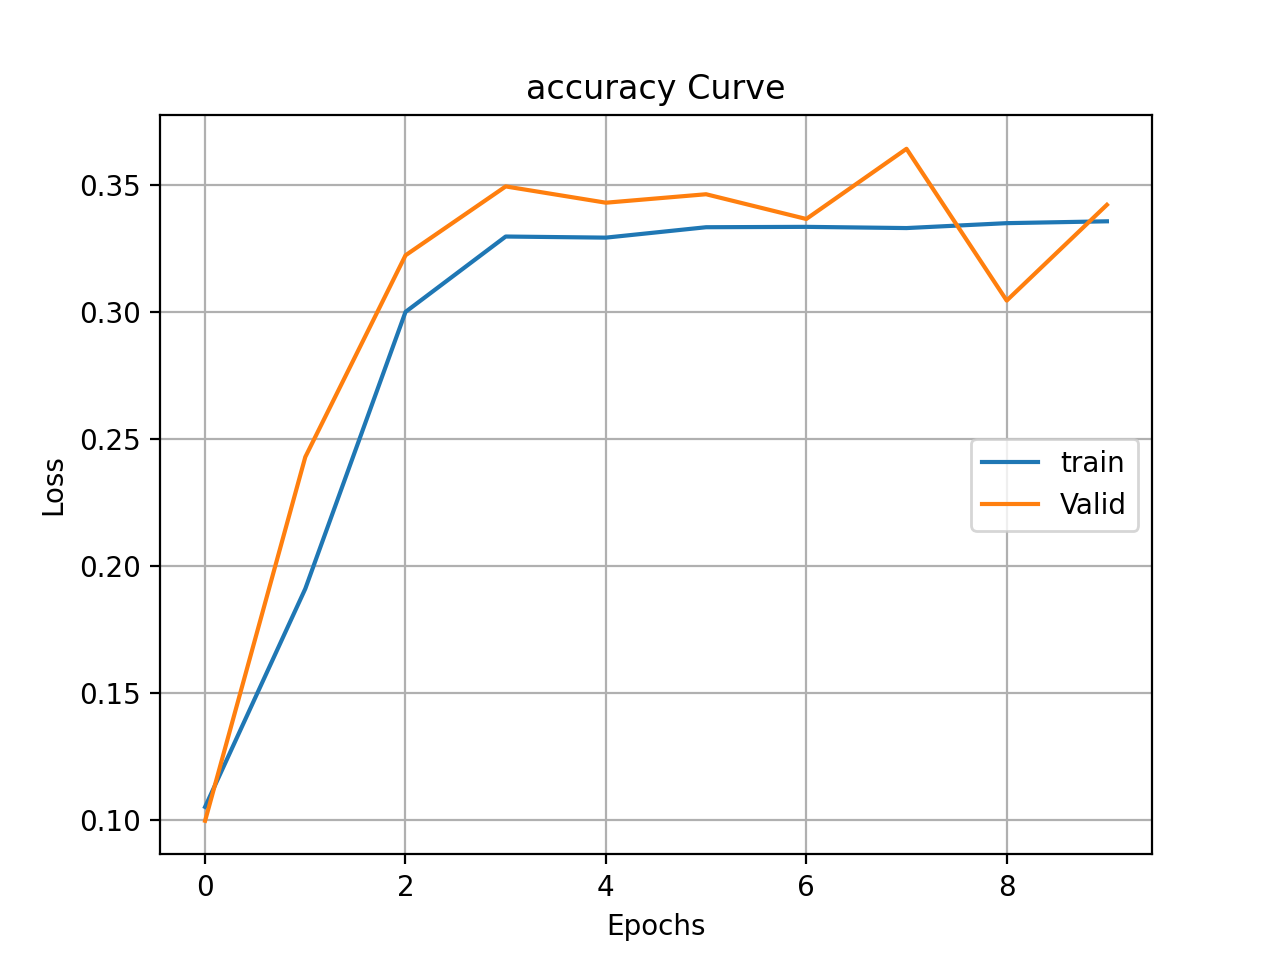 accuracy Curve
0.35
0.30
0.25
0.20
0.15
0.10
Loss
train
Valid
0 2 4 6 8
Epochs